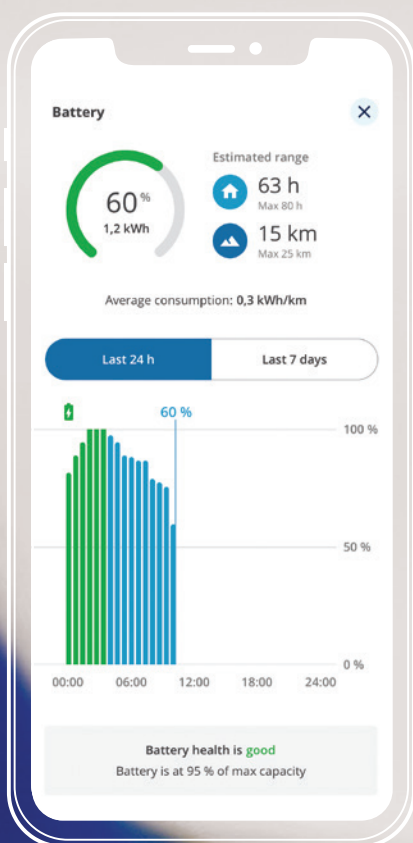 Battery
60 %
1,2 kWh
Estimated range
63 h
Max 80 h
15 km
Max 25 km
Average consumption: 0,3 kWh/km
Last 24 h
Last 7 days
60 %
100 %
50 %
0 %
00:00 06:00 12:00 18:00 24:00
Battery health is good
Battery is at 95 % of max capacity